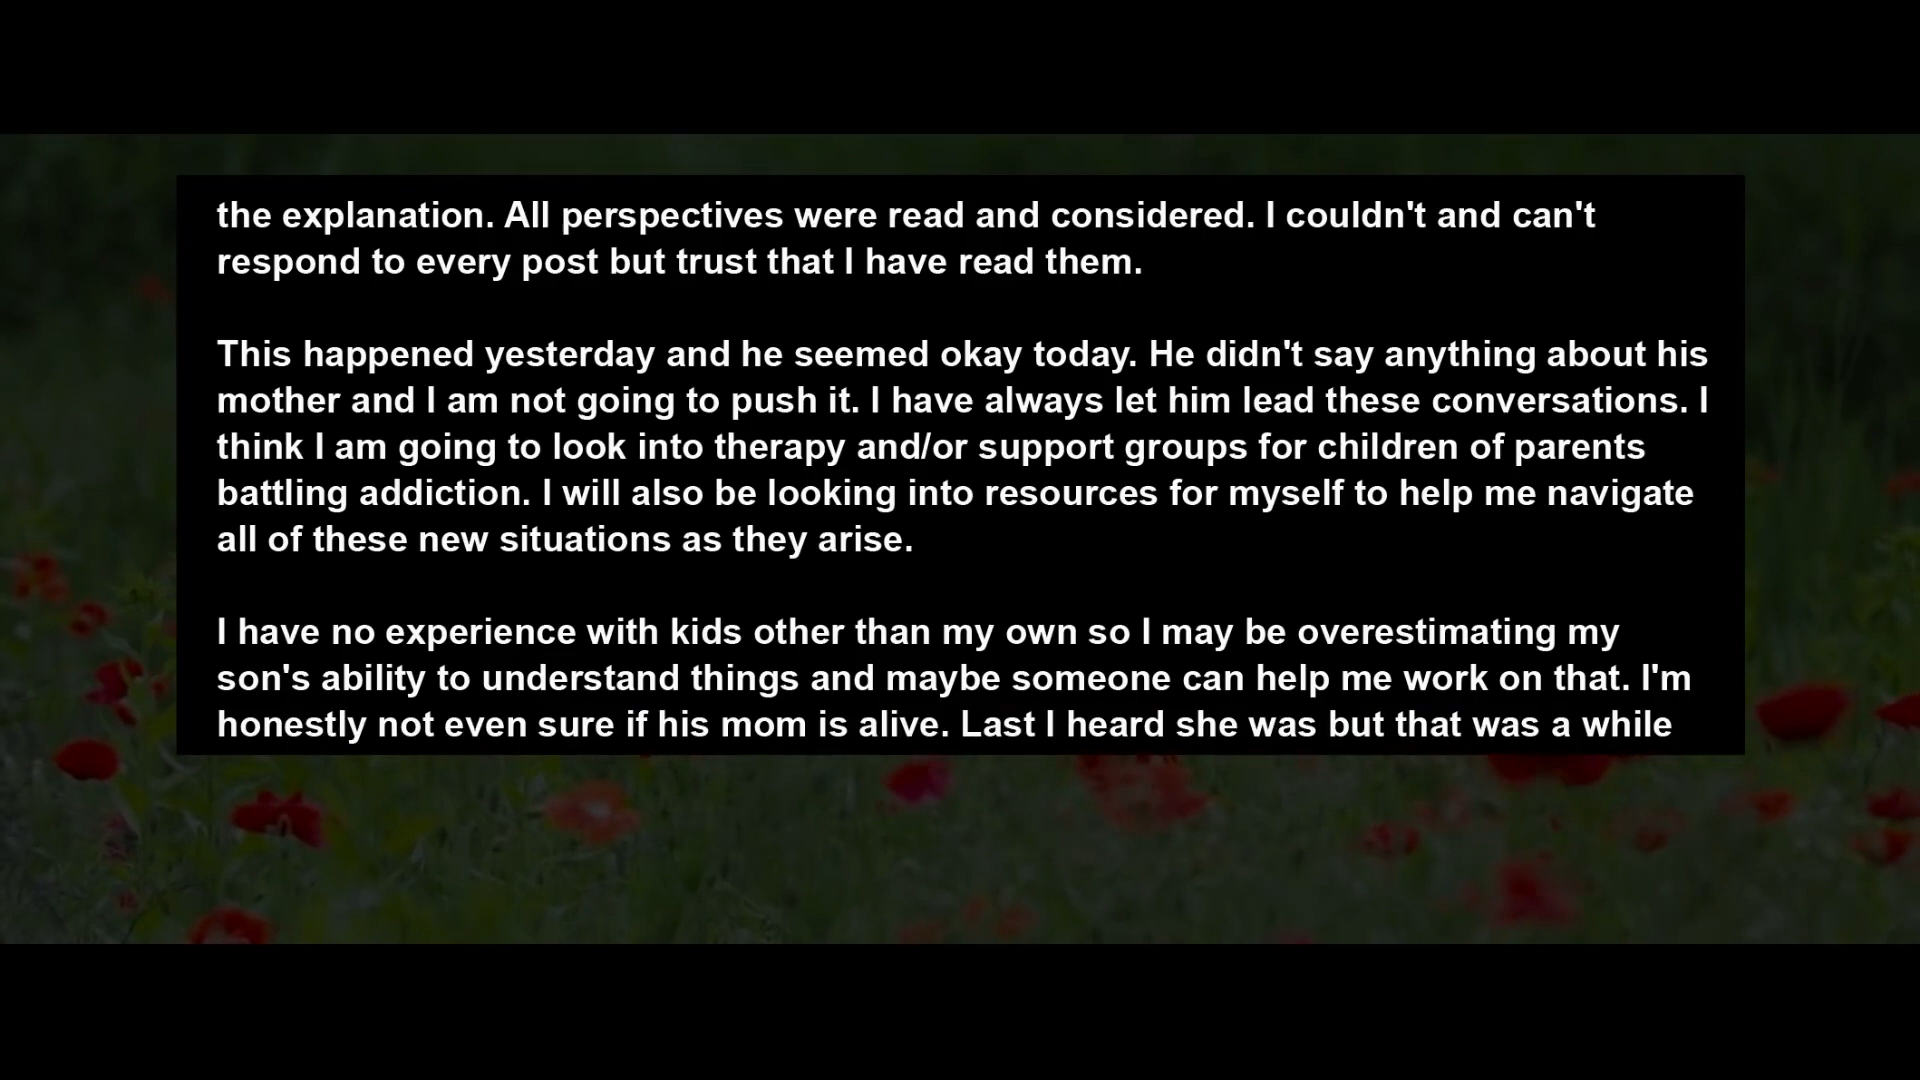 the explanation. All perspectives were read and considered. I couldn't and can't
respond to every post but trust that I have read them.
This happened yesterday and he seemed okay today. He didn't say anything about his
mother and I am not going to push it. I have always let him lead these conversations. I
think I am going to look into therapy and/or support groups for children of parents
battling addiction. I will also be looking into resources for myself to help me navigate
all of these new situations as they arise.
I have no experience with kids other than my own so I may be overestimating my
son's ability to understand things and maybe someone can help me work on that. I'm
honestly not even sure if his mom is alive. Last I heard she was but that was a while